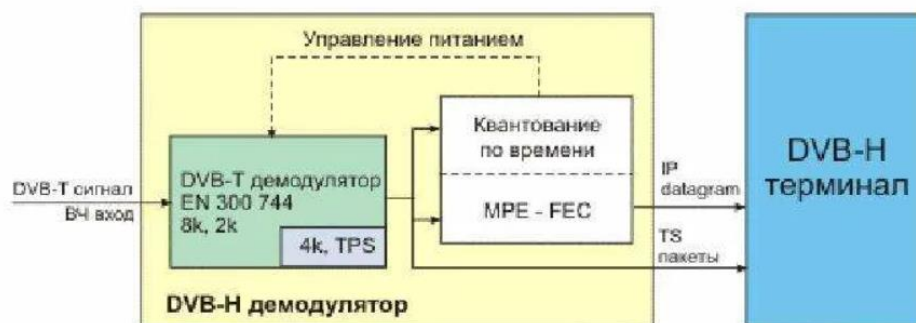 Управление питанием
Квантование
по времени
MPE - FEC
DVB-T демодулятор
EN 300 744
8k, 2k
4k, TPS
DVB-T сигнал
ВЧ вход
IP
datagram
TS
пакеты
DVB-H
терминал
DVB-H демодулятор